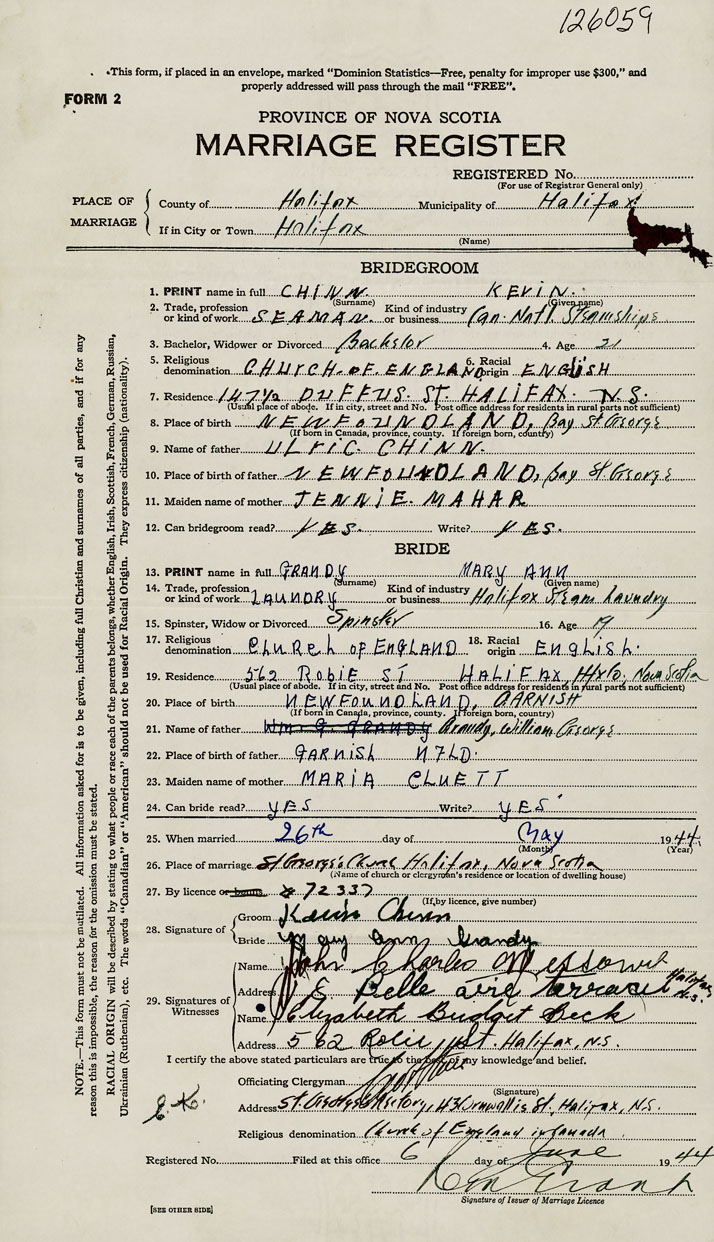 126059
"This form, if placed in an envelope, marked "Dominion Statistics—Free, penalty for improper use $300," and
properly addressed will pass through the mail "FREE".
FORM 2
PROVINCE OF NOVA SCOTIA
MARRIAGE REGISTER
REGISTERED No.
(For use of Registrar General only)
PLACE OF MARRIAGE
County of Halifax Municipality of Halifax
If in City or Town Halifax
(Name)
BRIDEGROOM
1. PRINT name in full CHINN. KEVIN.
(Surname) (Given name)
2. Trade, profession or kind of work SEAMAN. Kind of industry or business Can. Natl. Steamships
3. Bachelor, Widower or Divorced Bachelor 4. Age 21
5. Religious denomination CHURCH. OF. ENGLAND 6. Racial origin ENGLISH
7. Residence 147½ DUFFUS. ST. HALIFAX. N.S.
(Usual place of abode. If in city, street and No. Post office address for residents in rural parts not sufficient)
8. Place of birth NEWFOUNDLAND, Bay St. George
(If born in Canada, province, county. If foreign born, country)
9. Name of father ULRIC. CHINN.
10. Place of birth of father NEWFOUNDLAND, Bay St. George
11. Maiden name of mother JENNIE. MAHAR
12. Can bridegroom read? YES. Write? YES.
BRIDE
13. PRINT name in full GRANDY MARY ANN
(Surname) (Given name)
14. Trade, profession or kind of work LAUNDRY Kind of industry or business Halifax Steam Laundry
15. Spinster, Widow or Divorced Spinster 16. Age 19
17. Religious denomination CHURCH OF ENGLAND 18. Racial origin ENGLISH.
19. Residence 562 ROBIE ST HALIFAX, Nova Scotia
(Usual place of abode. If in city, street and No. Post office address for residents in rural parts not sufficient)
20. Place of birth NEWFOUNDLAND, GARNISH
(If born in Canada, province, county. If foreign born, country)
21. Name of father Wm G. GRANDY Grandy, William George
22. Place of birth of father GARNISH NFLD.
23. Maiden name of mother MARIA CLUETT
24. Can bride read? YES Write? YES
25. When married 26th day of May 1944
(Month) (Year)
26. Place of marriage St George's Church Halifax, Nova Scotia
(Name of church or clergyman's residence or location of dwelling house)
27. By licence or banns 72337
(If by licence, give number)
28. Signature of Groom Kevin Chinn
Bride Mary Ann Grandy
29. Signatures of Witnesses
Name John Charles
Address 8 Belle aire terrace Halifax N.S.
Name Elizabeth Budget Beck
Address 562 Robie St. Halifax, N.S.
I certify the above stated particulars are true to the best of my knowledge and belief.
Officiating Clergyman
(Signature)
Address St. George's Rectory, Cornwallis St, Halifax, N.S.
Religious denomination Church of England in Canada
Registered No. Filed at this office 6 day of June 1944
Grant
Signature of Issuer of Marriage Licence
[SEE OTHER SIDE]
NOTE.—This form must not be mutilated. All information asked for is to be given, including full Christian and surnames of all parties, and if for any
reason this is impossible, the reason for the omission must be stated.
RACIAL ORIGIN will be described by stating to what people or race each of the parents belongs, whether English, Irish, Scottish, French, German, Russian,
Ukrainian (Ruthenian), etc. The words "Canadian" or "American" should not be used for Racial Origin. They express citizenship (nationality).